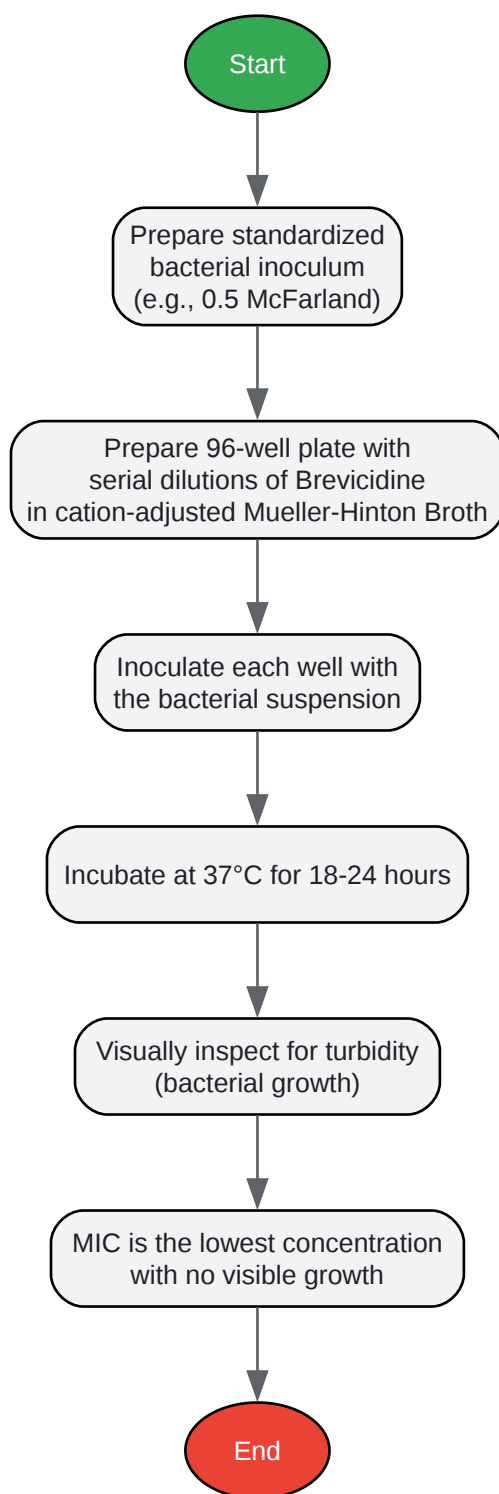 Start
Prepare standardized
bacterial inoculum
(e.g., 0.5 McFarland)
Prepare 96-well plate with
serial dilutions of Brevicidine
in cation-adjusted Mueller-Hinton Broth
Inoculate each well with
the bacterial suspension
Incubate at 37°C for 18-24 hours
Visually inspect for turbidity
(bacterial growth)
MIC is the lowest concentration
with no visible growth
End